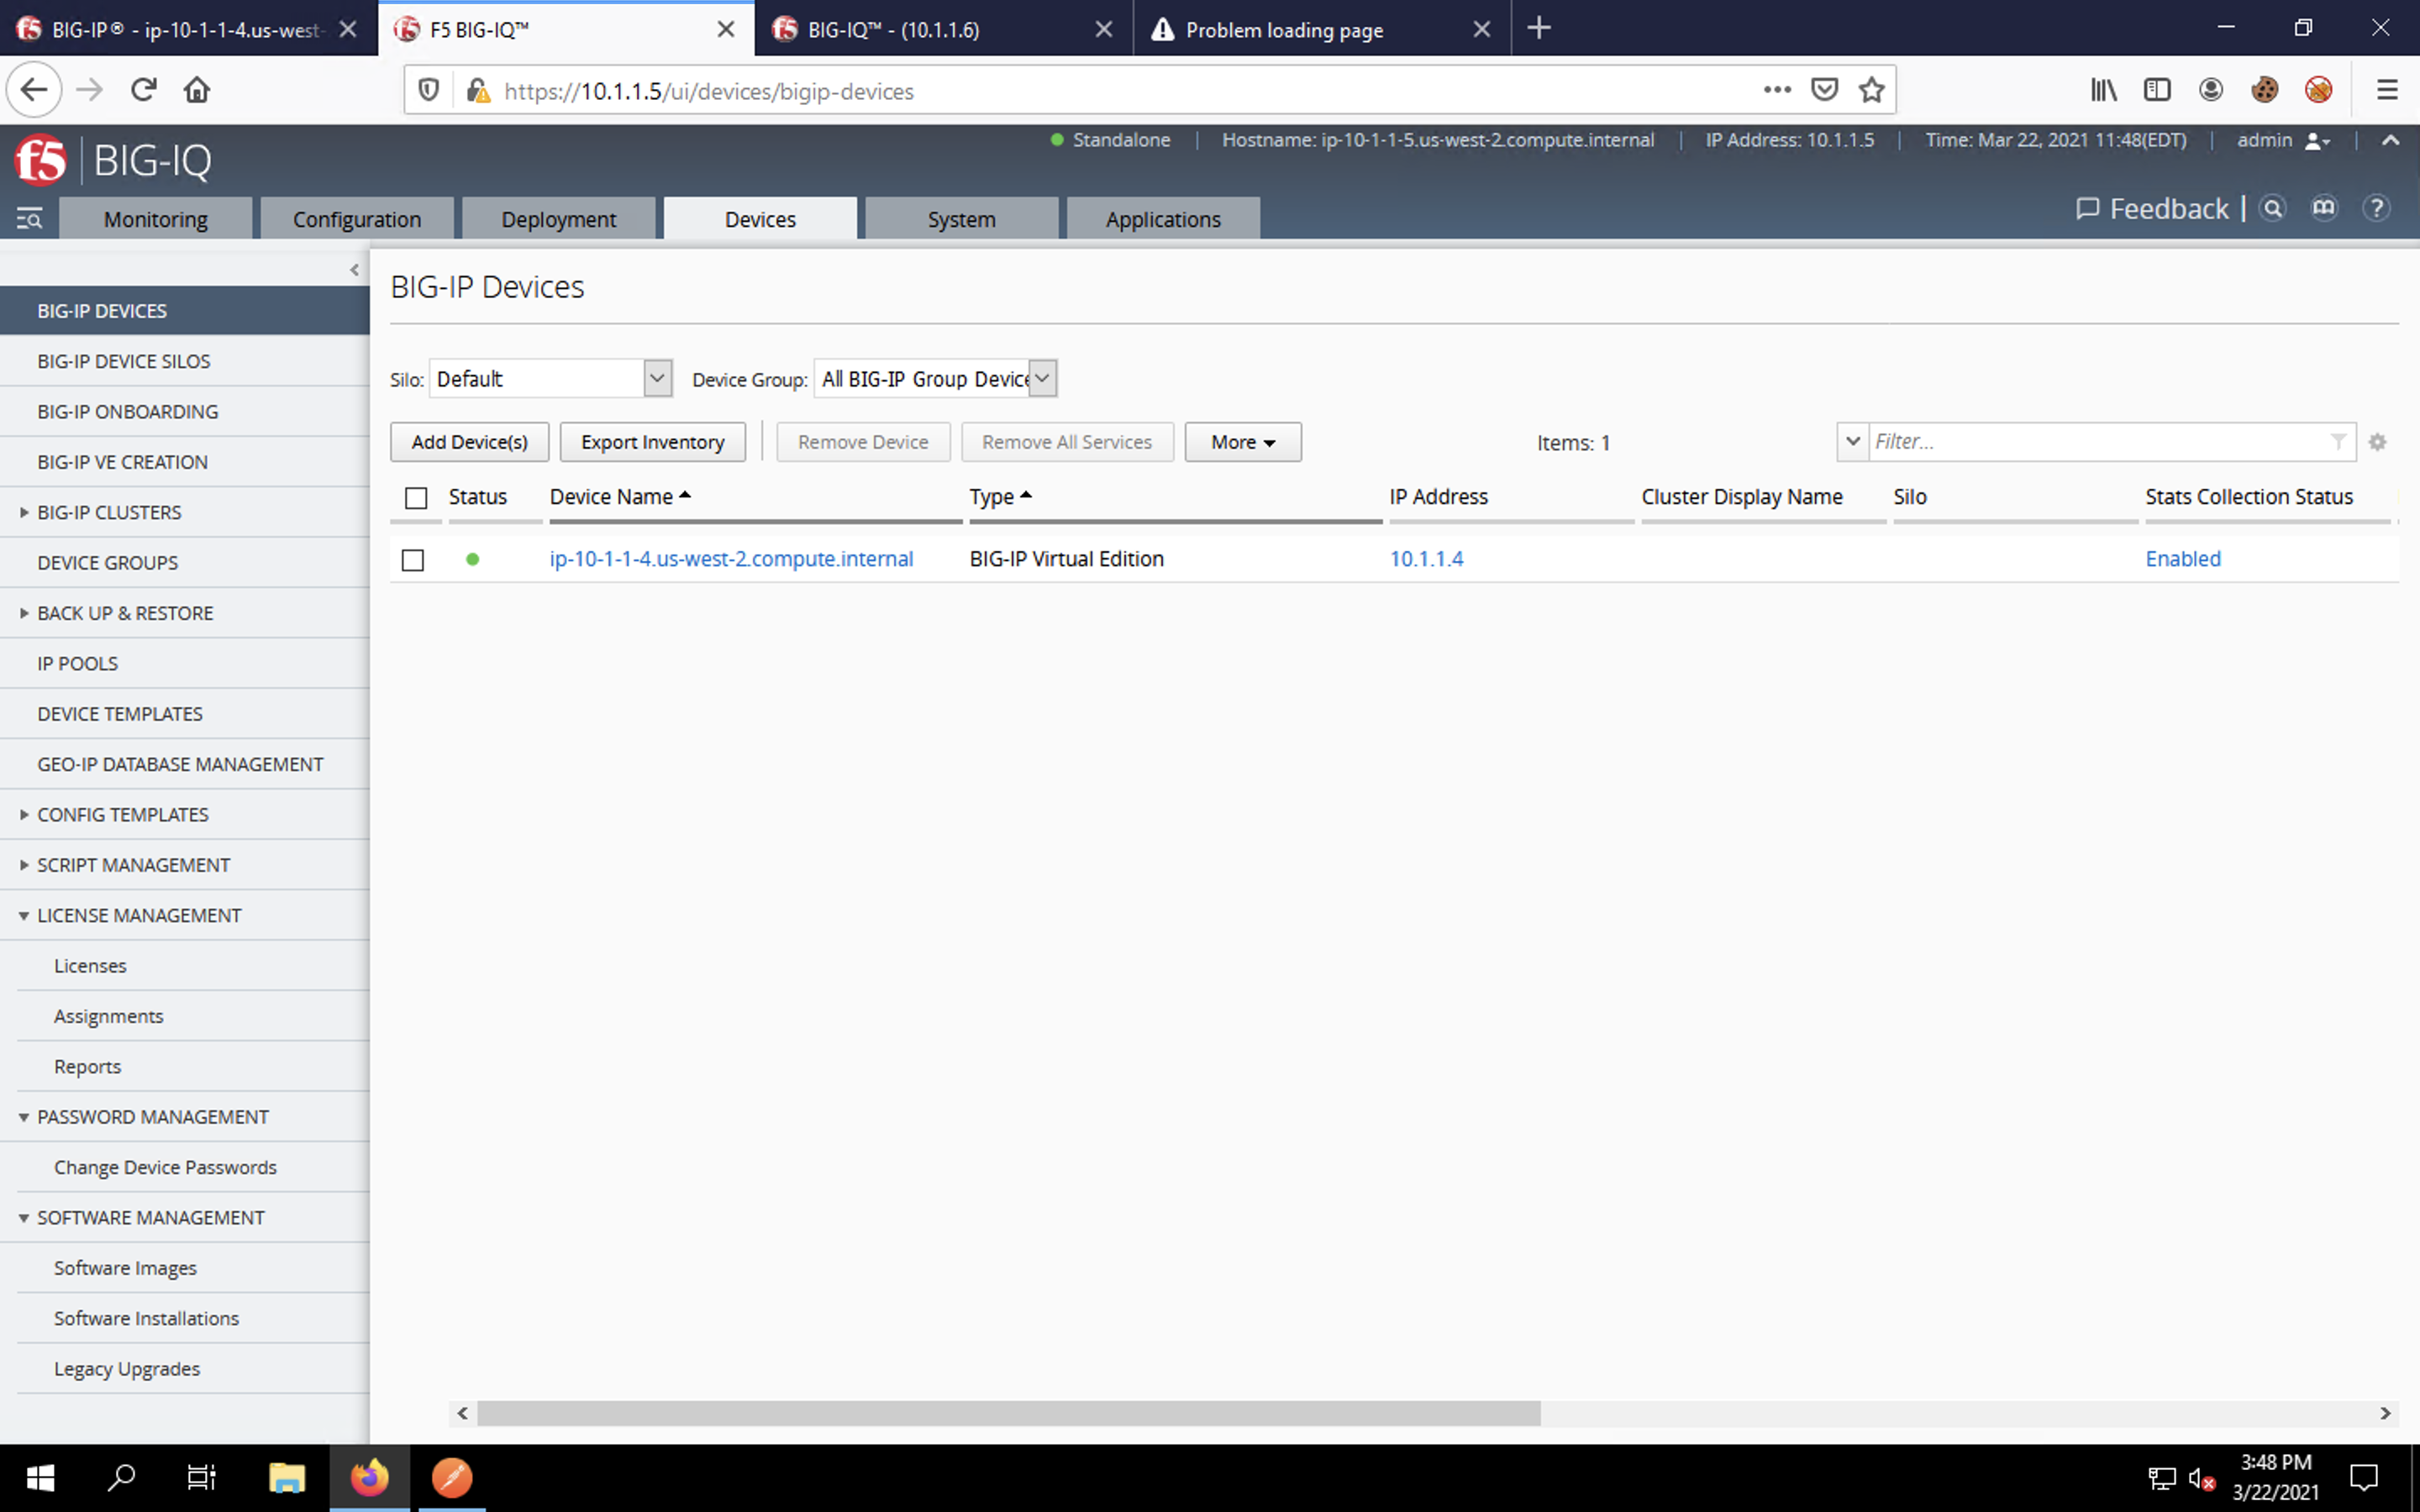 BIG-IP® - ip-10-1-1-4.us-west-
F5 BIG-IQ™
BIG-IQ™ - (10.1.1.6)
Problem loading page
https://10.1.1.5/ui/devices/bigip-devices
f5 BIG-IQ
Standalone | Hostname: ip-10-1-1-5.us-west-2.compute.internal | IP Address: 10.1.1.5 | Time: Mar 22, 2021 11:48(EDT) | admin
Monitoring Configuration Deployment Devices System Applications
Feedback
BIG-IP DEVICES
BIG-IP DEVICE SILOS
BIG-IP ONBOARDING
BIG-IP VE CREATION
BIG-IP CLUSTERS
DEVICE GROUPS
BACK UP & RESTORE
IP POOLS
DEVICE TEMPLATES
GEO-IP DATABASE MANAGEMENT
CONFIG TEMPLATES
SCRIPT MANAGEMENT
LICENSE MANAGEMENT
Licenses
Assignments
Reports
PASSWORD MANAGEMENT
Change Device Passwords
SOFTWARE MANAGEMENT
Software Images
Software Installations
Legacy Upgrades
BIG-IP Devices
Silo: Default Device Group: All BIG-IP Group Device
Add Device(s) Export Inventory Remove Device Remove All Services More Items: 1 Filter...
Status Device Name Type IP Address Cluster Display Name Silo Stats Collection Status
ip-10-1-1-4.us-west-2.compute.internal BIG-IP Virtual Edition 10.1.1.4 Enabled
3:48 PM
3/22/2021